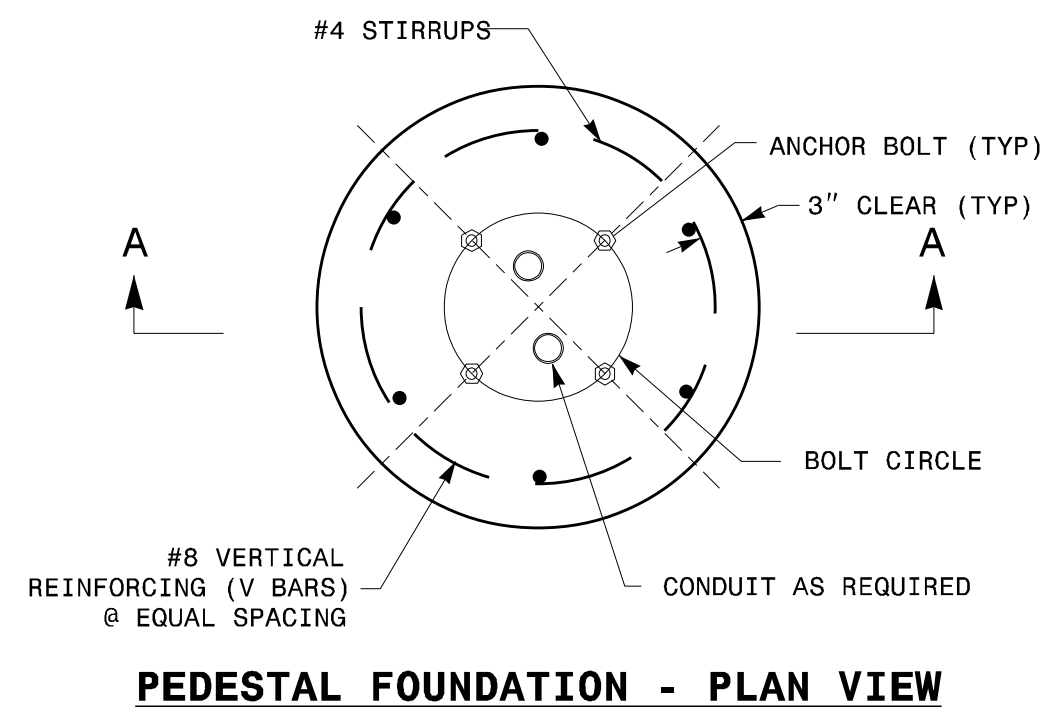 #4 STIRRUPS
ANCHOR BOLT (TYP)
3" CLEAR (TYP)
A
A
BOLT CIRCLE
#8 VERTICAL
REINFORCING (V BARS)
@ EQUAL SPACING
CONDUIT AS REQUIRED
PEDESTAL FOUNDATION - PLAN VIEW